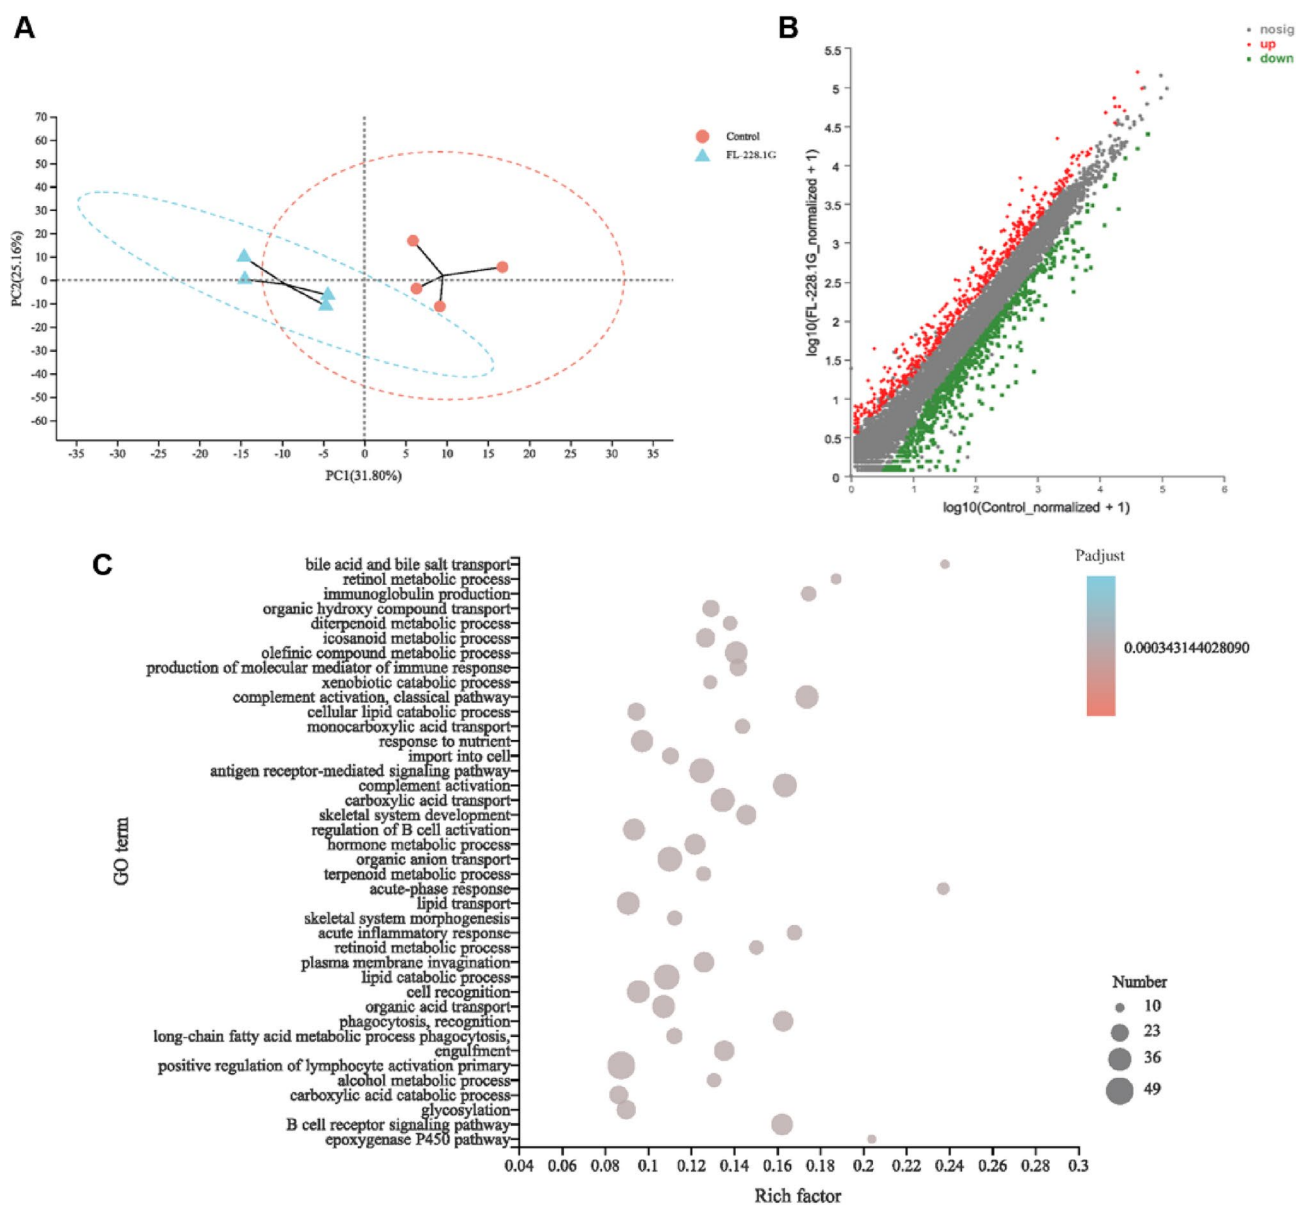 A
70
60
50
40
30
20
10
0
-10
-20
-30
-40
-50
-60
PC2(25.16%)
-35 -30 -25 -20 -15 -10 -5 0 5 10 15 20 25 30 35
PC1(31.80%)
Control
FL-228.1G
B
nosig
up
down
5.5
5
4.5
4
3.5
3
2.5
2
1.5
1
0.5
0
log10(FL-228.1G_normalized + 1)
0 1 2 3 4 5 6
log10(Control_normalized + 1)
C
GO term
bile acid and bile salt transport
retinol metabolic process
immunoglobulin production
organic hydroxy compound transport
diterpenoid metabolic process
icosanoid metabolic process
olefinic compound metabolic process
production of molecular mediator of immune response
xenobiotic catabolic process
complement activation, classical pathway
cellular lipid catabolic process
monocarboxylic acid transport
response to nutrient
import into cell
antigen receptor-mediated signaling pathway
complement activation
carboxylic acid transport
skeletal system development
regulation of B cell activation
hormone metabolic process
organic anion transport
terpenoid metabolic process
acute-phase response
lipid transport
skeletal system morphogenesis
acute inflammatory response
retinoid metabolic process
plasma membrane invagination
lipid catabolic process
cell recognition
organic acid transport
phagocytosis, recognition
long-chain fatty acid metabolic process phagocytosis,
engulfment
positive regulation of lymphocyte activation primary
alcohol metabolic process
carboxylic acid catabolic process
glycosylation
B cell receptor signaling pathway
epoxygenase P450 pathway
0.04 0.06 0.08 0.1 0.12 0.14 0.16 0.18 0.2 0.22 0.24 0.26 0.28 0.3
Rich factor
Padjust
0.000343144028090
Number
10
23
36
49